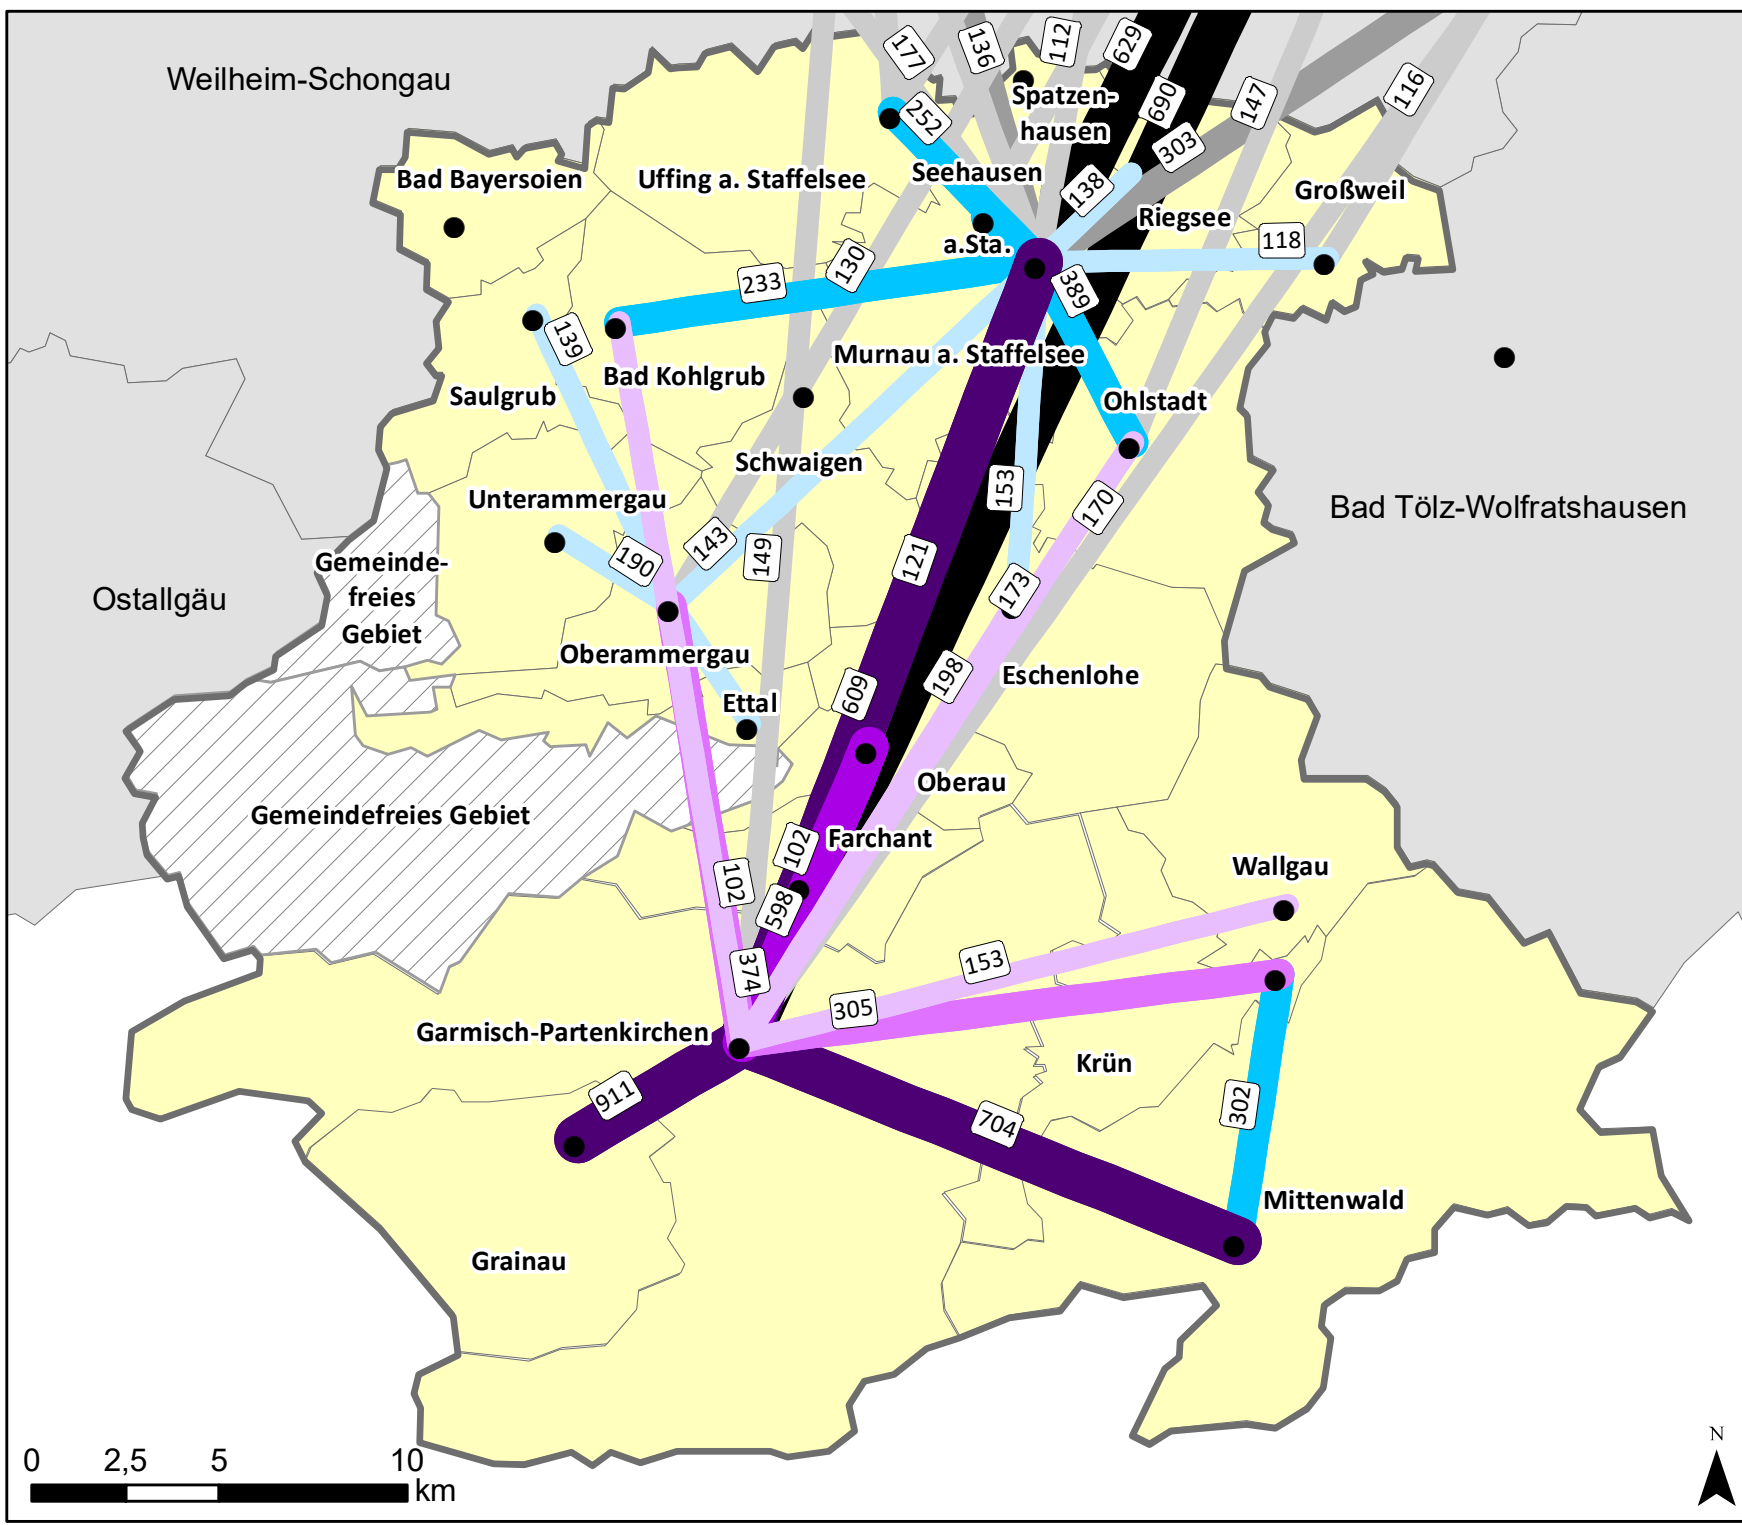 177
136
112
629
Weilheim-Schongau
116
147
690
252
Spatzen-
hausen
303
Bad Bayersoien
Uffing a. Staffelsee
Seehausen
138
Großweil
Riegsee
a.Sta.
118
130
233
389
139
Murnau a. Staffelsee
Bad Kohlgrub
Saulgrub
Ohlstadt
Schwaigen
Unterammergau
153
170
Bad Tölz-Wolfratshausen
143
149
121
190
Gemeinde-
freies
Gebiet
173
Ostallgäu
Oberammergau
198
Eschenlohe
609
Ettal
Oberau
Gemeindefreies Gebiet
Farchant
102
Wallgau
102
598
153
374
305
Garmisch-Partenkirchen
Krün
911
302
704
Mittenwald
Grainau
N
0 2,5 5 10
km